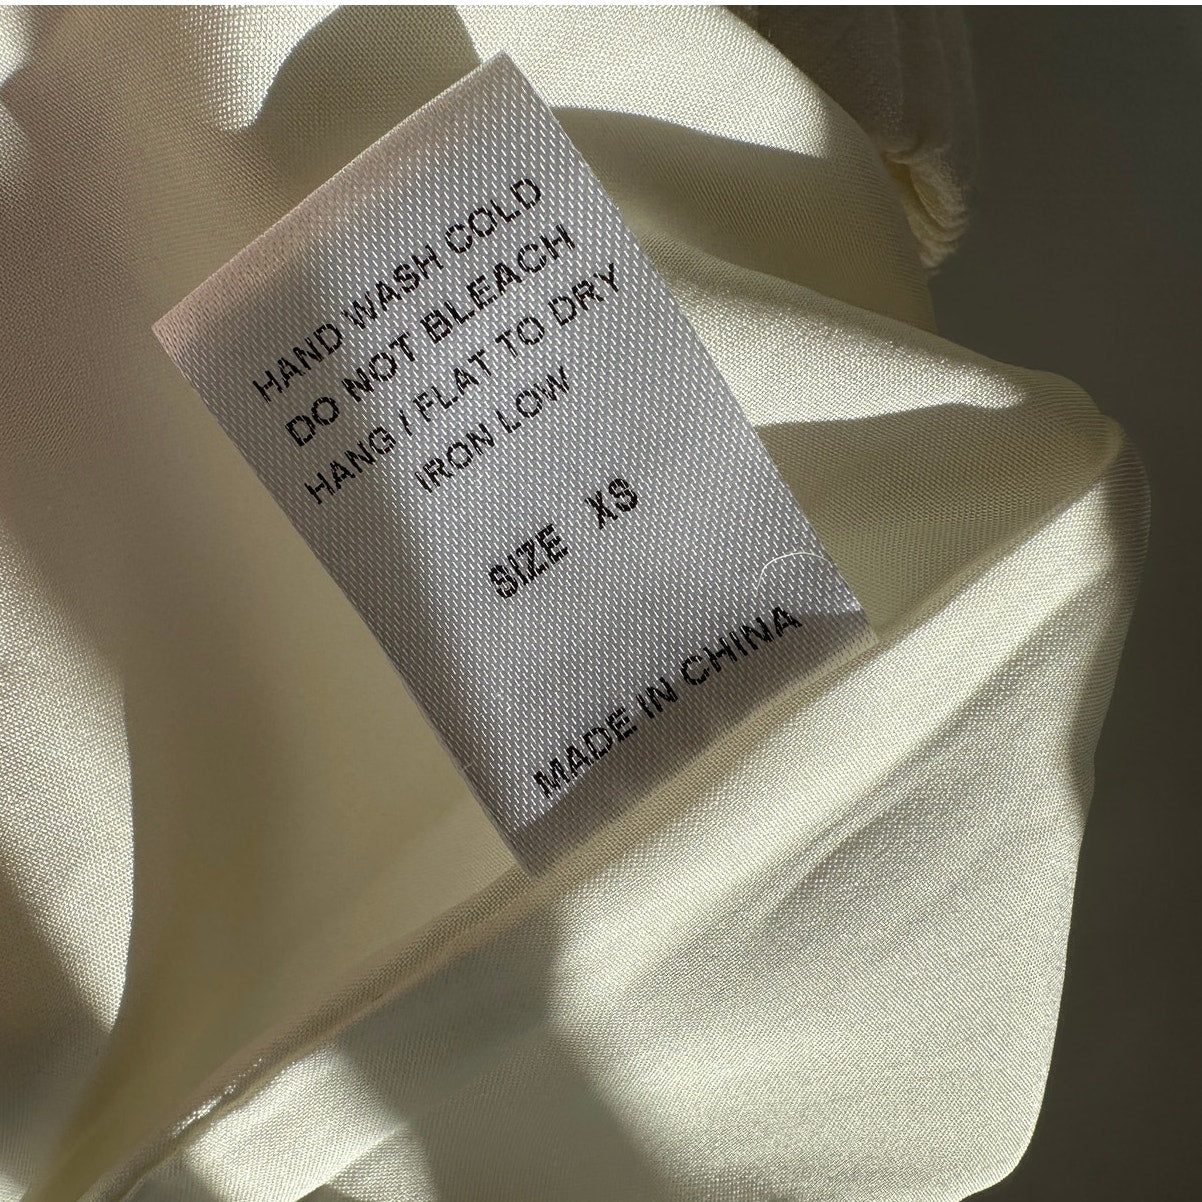 HAND WASH COLD
DO NOT BLEACH
HANG / FLAT TO DRY
IRON LOW
SIZE XS
MADE IN CHINA